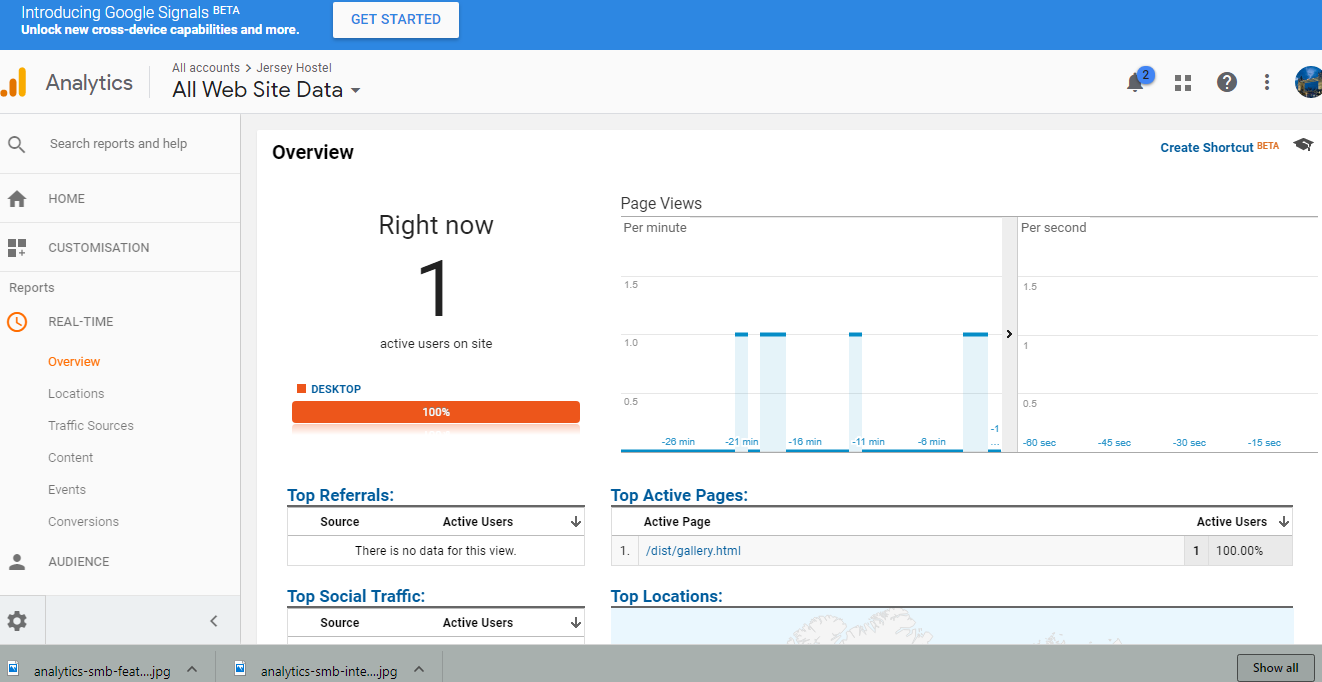 Introducing Google Signals BETA
Unlock new cross-device capabilities and more.
GET STARTED
Analytics
All accounts > Jersey Hostel
All Web Site Data
2
Search reports and help
HOME
CUSTOMISATION
Reports
REAL-TIME
Overview
Locations
Traffic Sources
Content
Events
Conversions
AUDIENCE
Overview
Create Shortcut BETA
Right now
1
active users on site
DESKTOP
100%
Page Views
Per minute
1.5
1.0
0.5
-26 min -21 min -16 min -11 min -6 min -1 ...
Per second
1.5
1
0.5
-60 sec -45 sec -30 sec -15 sec
Top Referrals:
Source Active Users
There is no data for this view.
Top Active Pages:
Active Page Active Users
1. /dist/gallery.html 1 100.00%
Top Social Traffic:
Source Active Users
Top Locations:
analytics-smb-feat....jpg
analytics-smb-inte....jpg
Show all